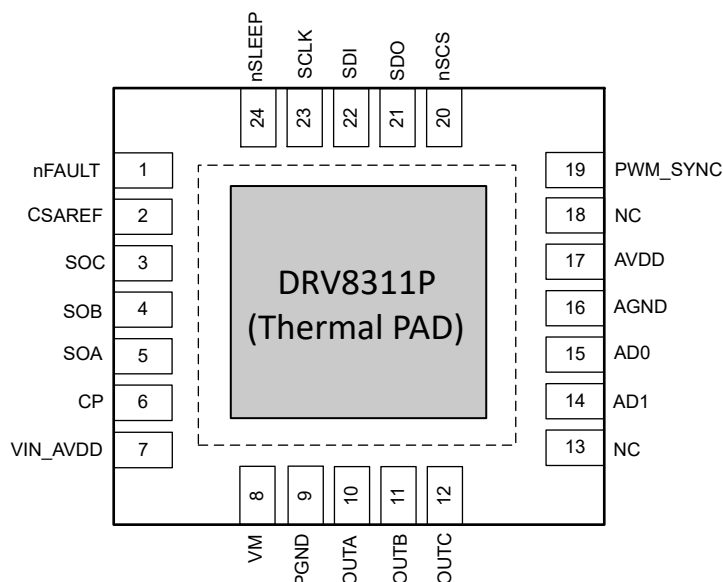 nSLEEP
SCLK
SDI
SDO
nSCS
24
23
22
21
20
nFAULT 1
CSAREF 2
SOC 3
SOB 4
SOA 5
CP 6
VIN_AVDD 7
DRV8311P
(Thermal PAD)
19 PWM_SYNC
18 NC
17 AVDD
16 AGND
15 AD0
14 AD1
13 NC
8
9
10
11
12
VM
PGND
OUTA
OUTB
OUTC